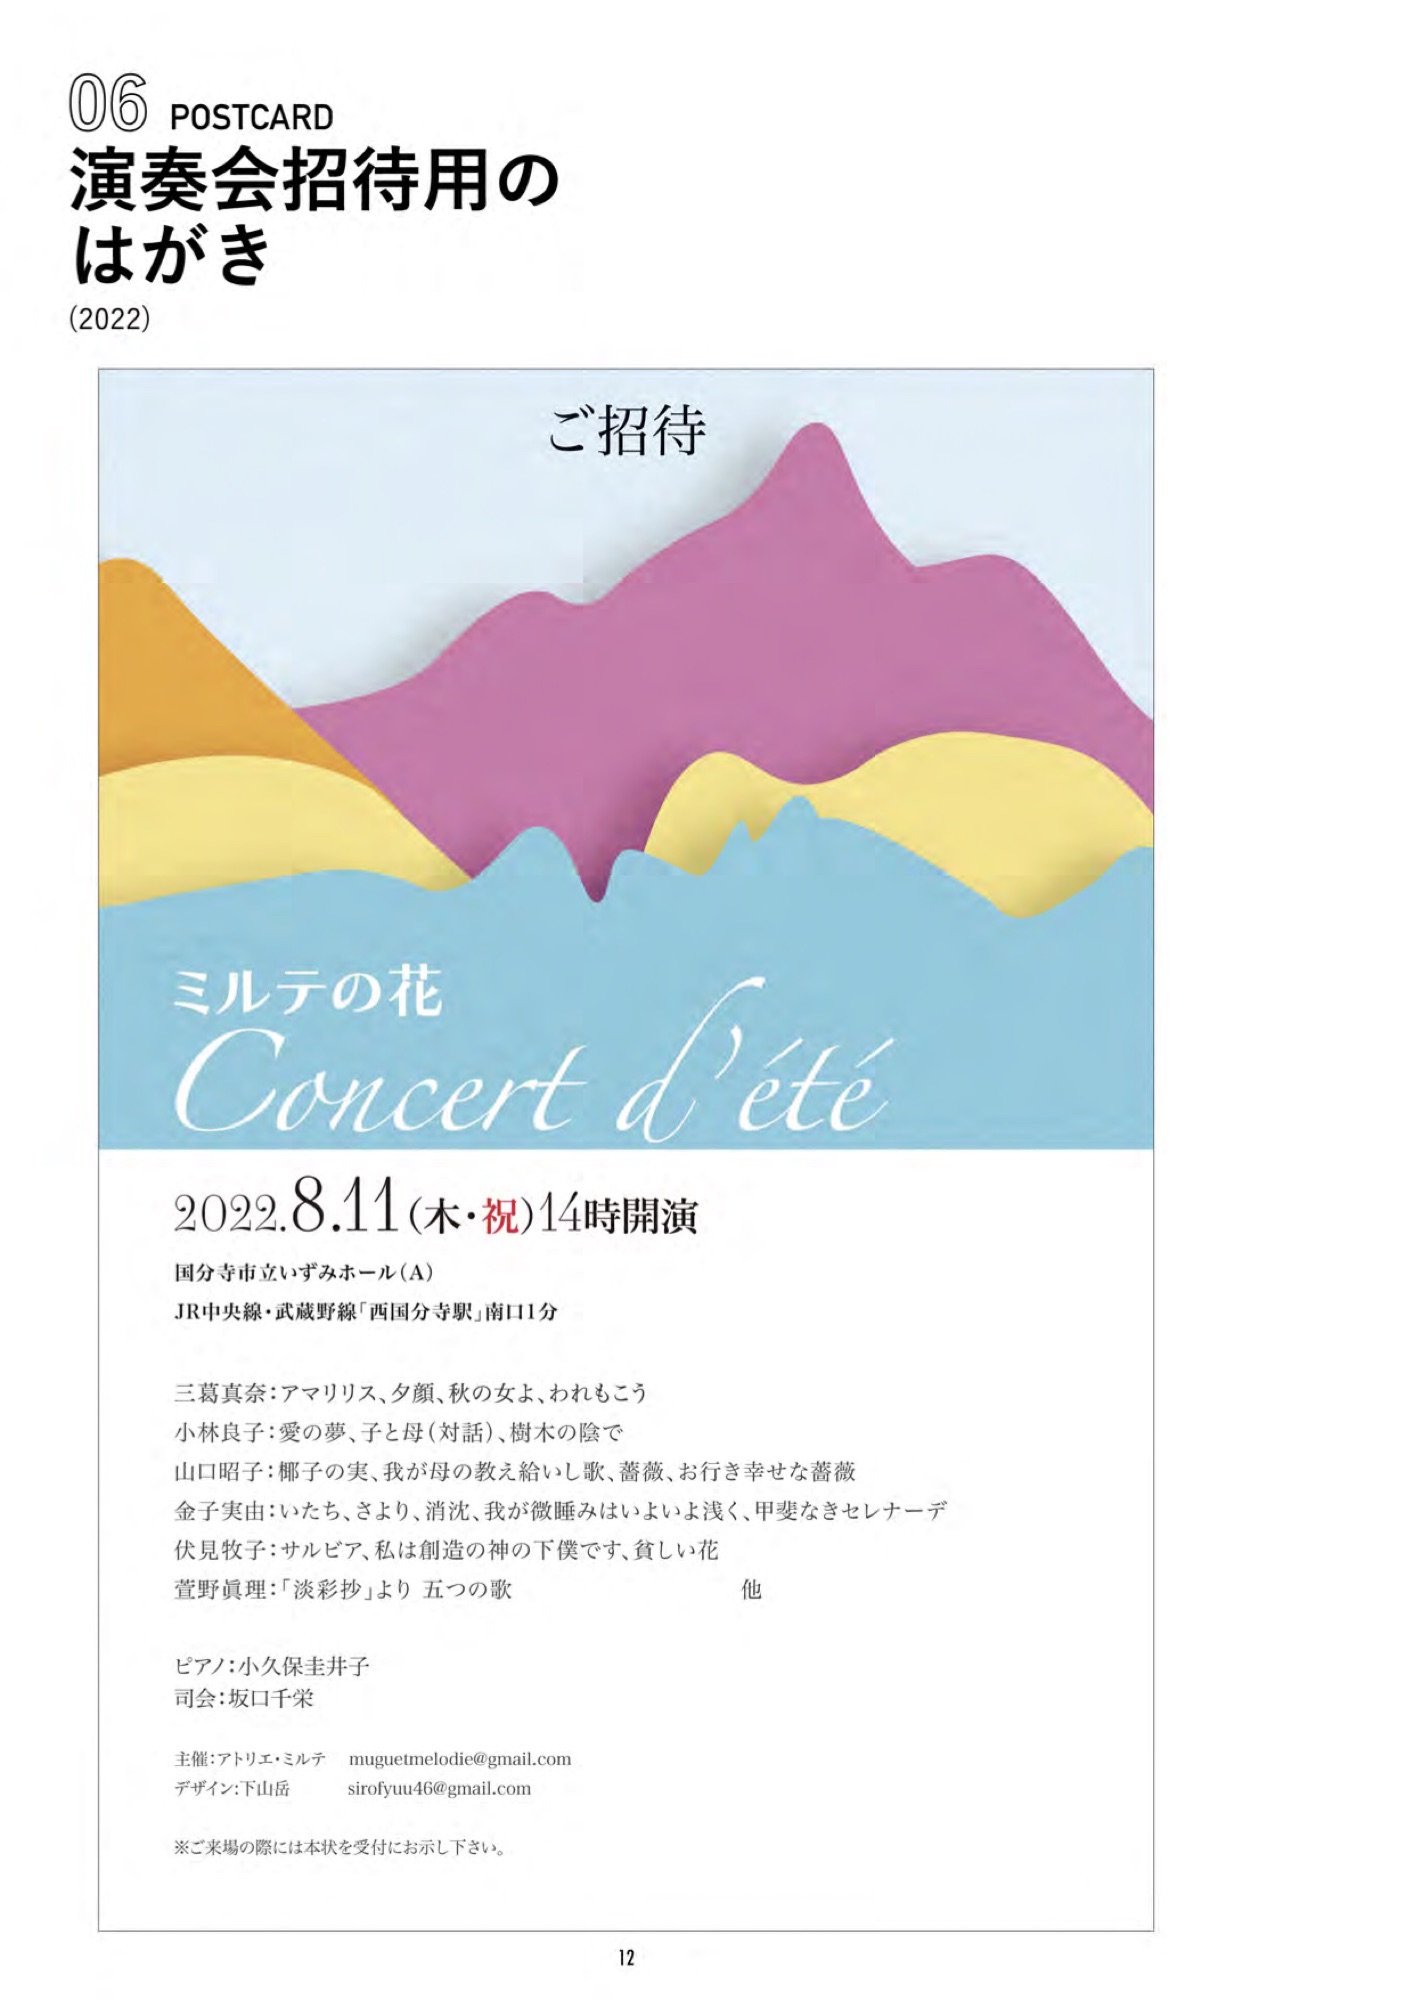 06 POSTCARD
演奏会招待用の
はがき
(2022)
ご招待
ミルテの花
Concert d'été
2022.8.11(木・祝)14時開演
国分寺市立いずみホール(A)
JR中央線・武蔵野線「西国分寺駅」南口1分
三葛真奈:アマリリス、夕顔、秋の女よ、われもこう
小林良子:愛の夢、子と母(対話)、樹木の陰で
山口昭子:椰子の実、我が母の教え給いし歌、薔薇、お行き幸せな薔薇
金子実由:いたち、さより、消沈、我が微睡みはいよいよ浅く、甲斐なきセレナーデ
伏見牧子:サルビア、私は創造の神の下僕です、貧しい花
萱野眞理:「淡彩抄」より 五つの歌 他
ピアノ:小久保圭井子
司会:坂口千栄
主催:アトリエ・ミルテ muguetmelodie@gmail.com
デザイン:下山岳 sirofyuu46@gmail.com
※ご来場の際には本状を受付にお示し下さい。
12